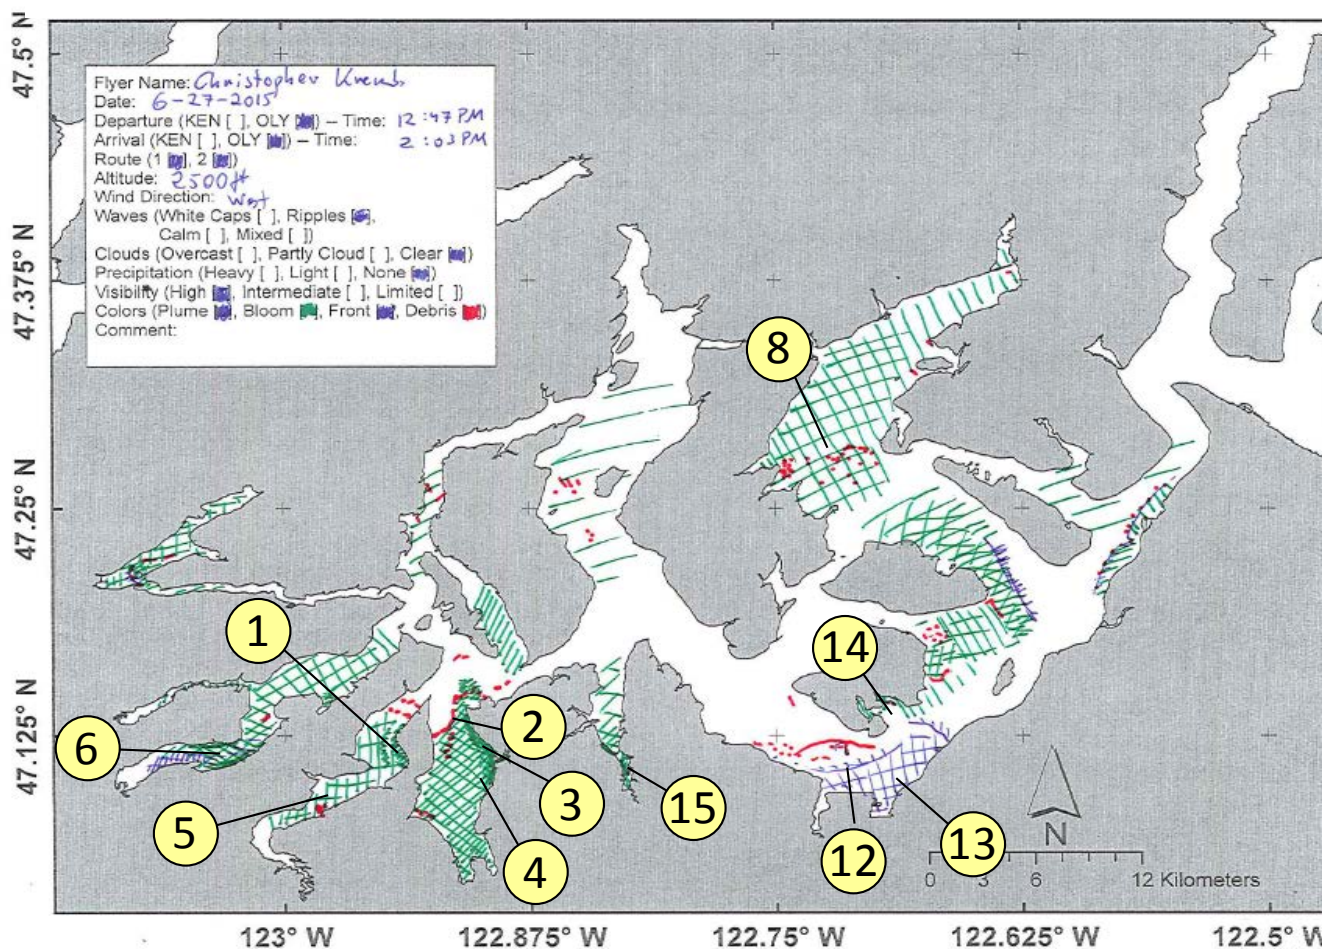 47.5° N
47.375° N
47.25° N
47.125° N
Flyer Name: Christopher Krembs
Date: 6-27-2015
Departure (KEN [ ], OLY [ ]) – Time: 12:47 PM
Arrival (KEN [ ], OLY [ ]) – Time: 2:03 PM
Route (1 [ ], 2 [ ])
Altitude: 2500 ft
Wind Direction: West
Waves (White Caps [ ], Ripples [ ],
Calm [ ], Mixed [ ])
Clouds (Overcast [ ], Partly Cloud [ ], Clear [ ])
Precipitation (Heavy [ ], Light [ ], None [ ])
Visibility (High [ ], Intermediate [ ], Limited [ ])
Colors (Plume [ ], Bloom [ ], Front [ ], Debris [ ])
Comment:
8
1
14
2
6
3
15
5
4
12
13
N
0 3 6 12 Kilometers
123° W
122.875° W
122.75° W
122.625° W
122.5° W